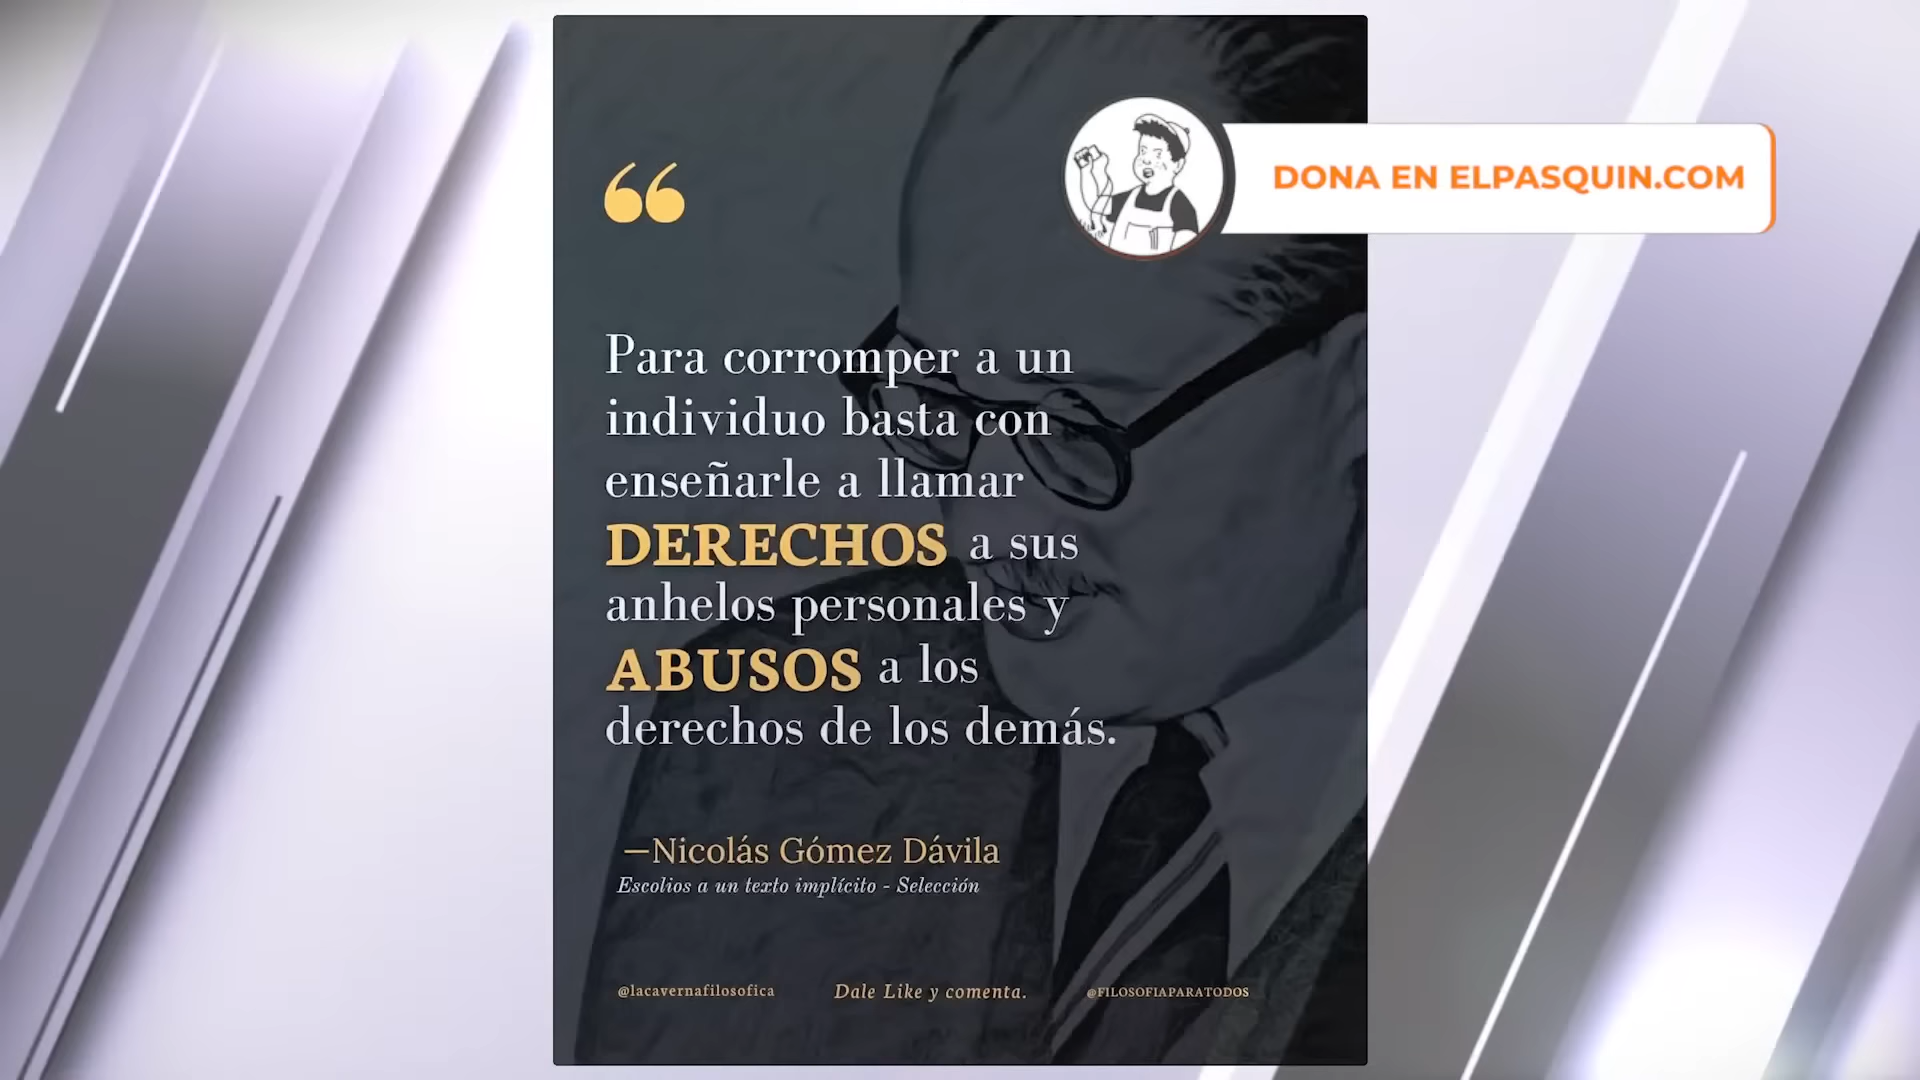 DONA EN ELPASQUIN.COM
“
Para corromper a un
individuo basta con
enseñarle a llamar
DERECHOS a sus
anhelos personales y
ABUSOS a los
derechos de los demás.
—Nicolás Gómez Dávila
Escolios a un texto implícito - Selección
@lacavernafilosofica Dale Like y comenta. @FILOSOFIAPARATODOS